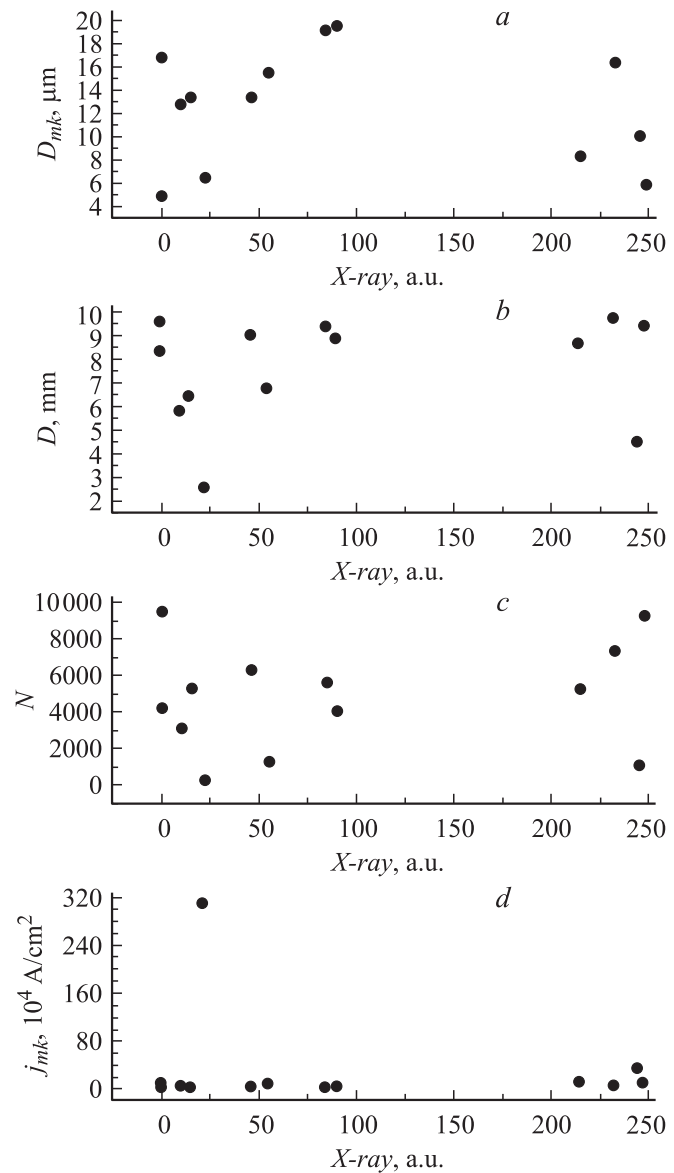 a
20
18
16
14
12
10
8
6
4
D_mk, μm
0 50 100 150 200 250
X-ray, a.u.
b
10
9
8
7
6
5
4
3
2
D, mm
0 50 100 150 200 250
X-ray, a.u.
c
10000
8000
6000
4000
2000
0
N
0 50 100 150 200 250
X-ray, a.u.
d
320
240
160
80
0
j_mk, 10^4 A/cm^2
0 50 100 150 200 250
X-ray, a.u.